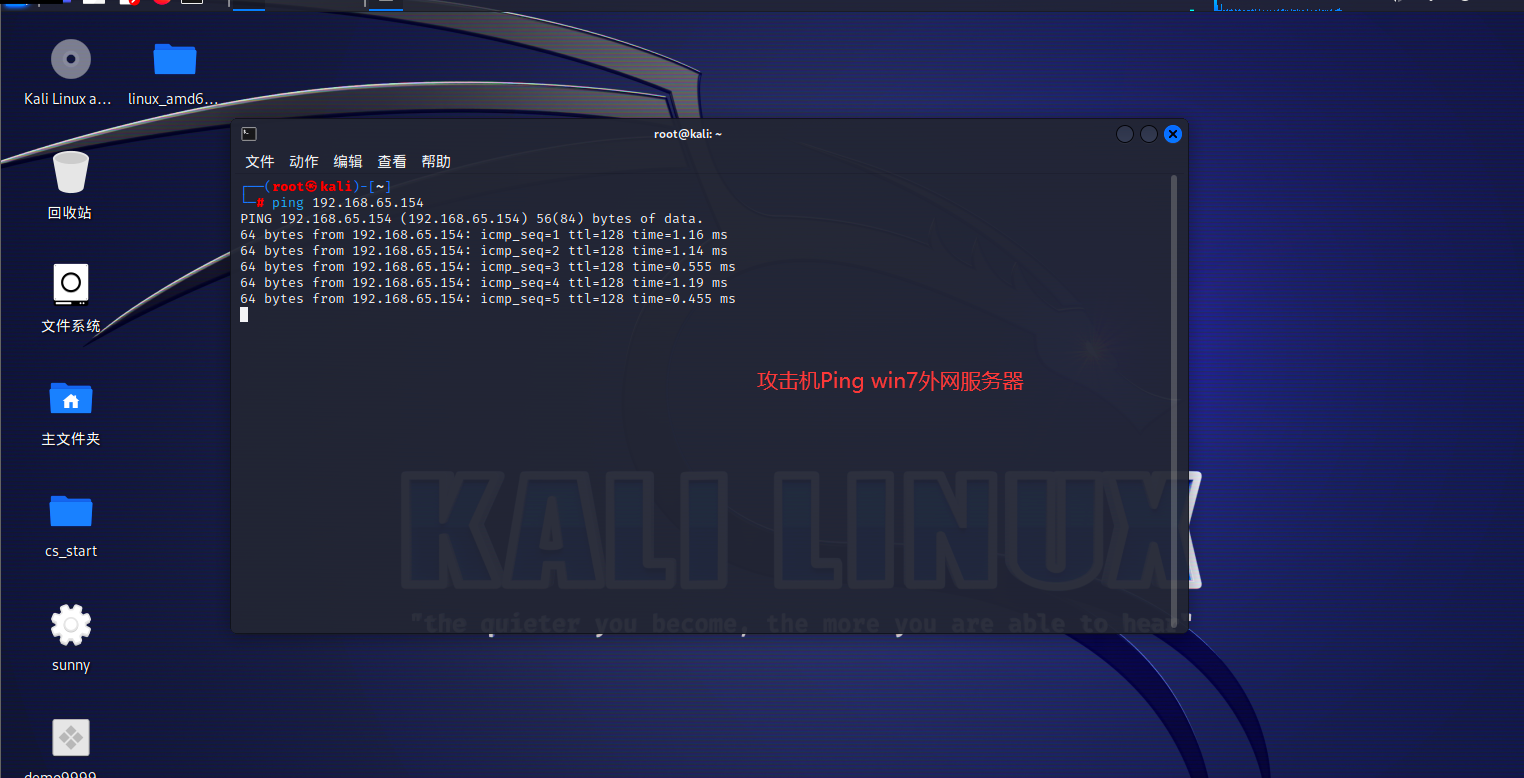 Kali Linux a...
linux_amd6...
回收站
文件系统
主文件夹
cs_start
sunny
root@kali: ~
文件 动作 编辑 查看 帮助
(root㉿kali)-[~]
# ping 192.168.65.154
PING 192.168.65.154 (192.168.65.154) 56(84) bytes of data.
64 bytes from 192.168.65.154: icmp_seq=1 ttl=128 time=1.16 ms
64 bytes from 192.168.65.154: icmp_seq=2 ttl=128 time=1.14 ms
64 bytes from 192.168.65.154: icmp_seq=3 ttl=128 time=0.555 ms
64 bytes from 192.168.65.154: icmp_seq=4 ttl=128 time=1.19 ms
64 bytes from 192.168.65.154: icmp_seq=5 ttl=128 time=0.455 ms
攻击机Ping win7外网服务器
KALI LINUX
"the quieter you become, the more you are able to hear"